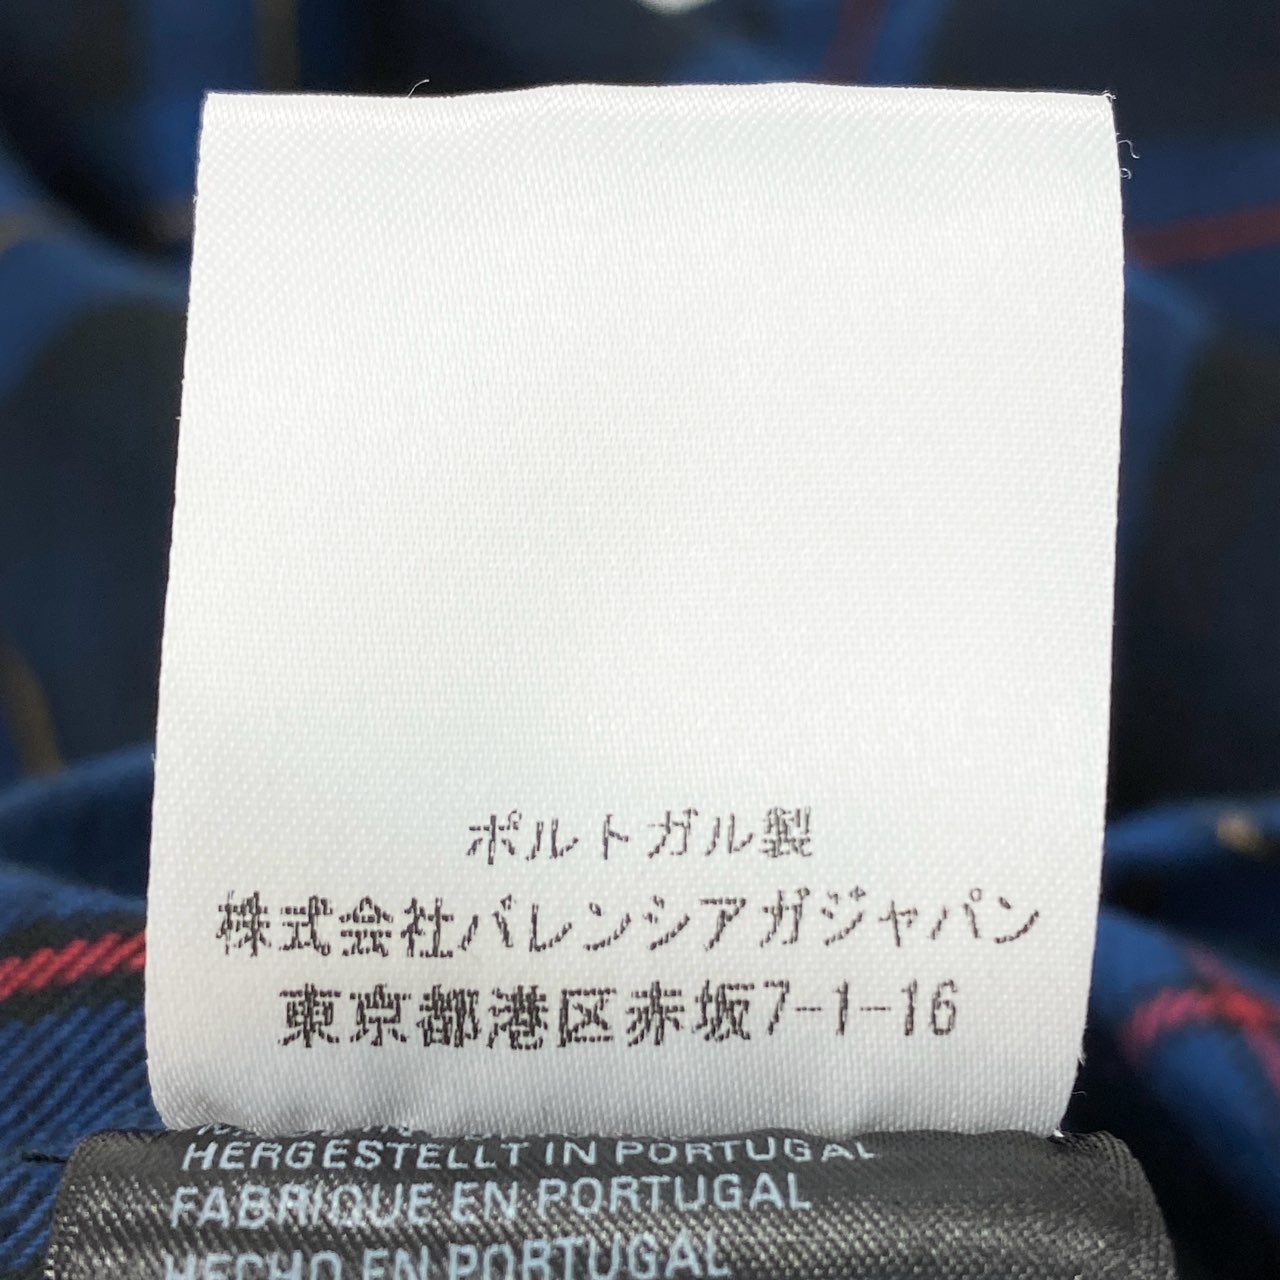 ポルトガル製
株式会社バレンシアガジャパン
東京都港区赤坂7-1-16
HERGESTELLT IN PORTUGAL
FABRIQUE EN PORTUGAL
HECHO EN PORTUGAL